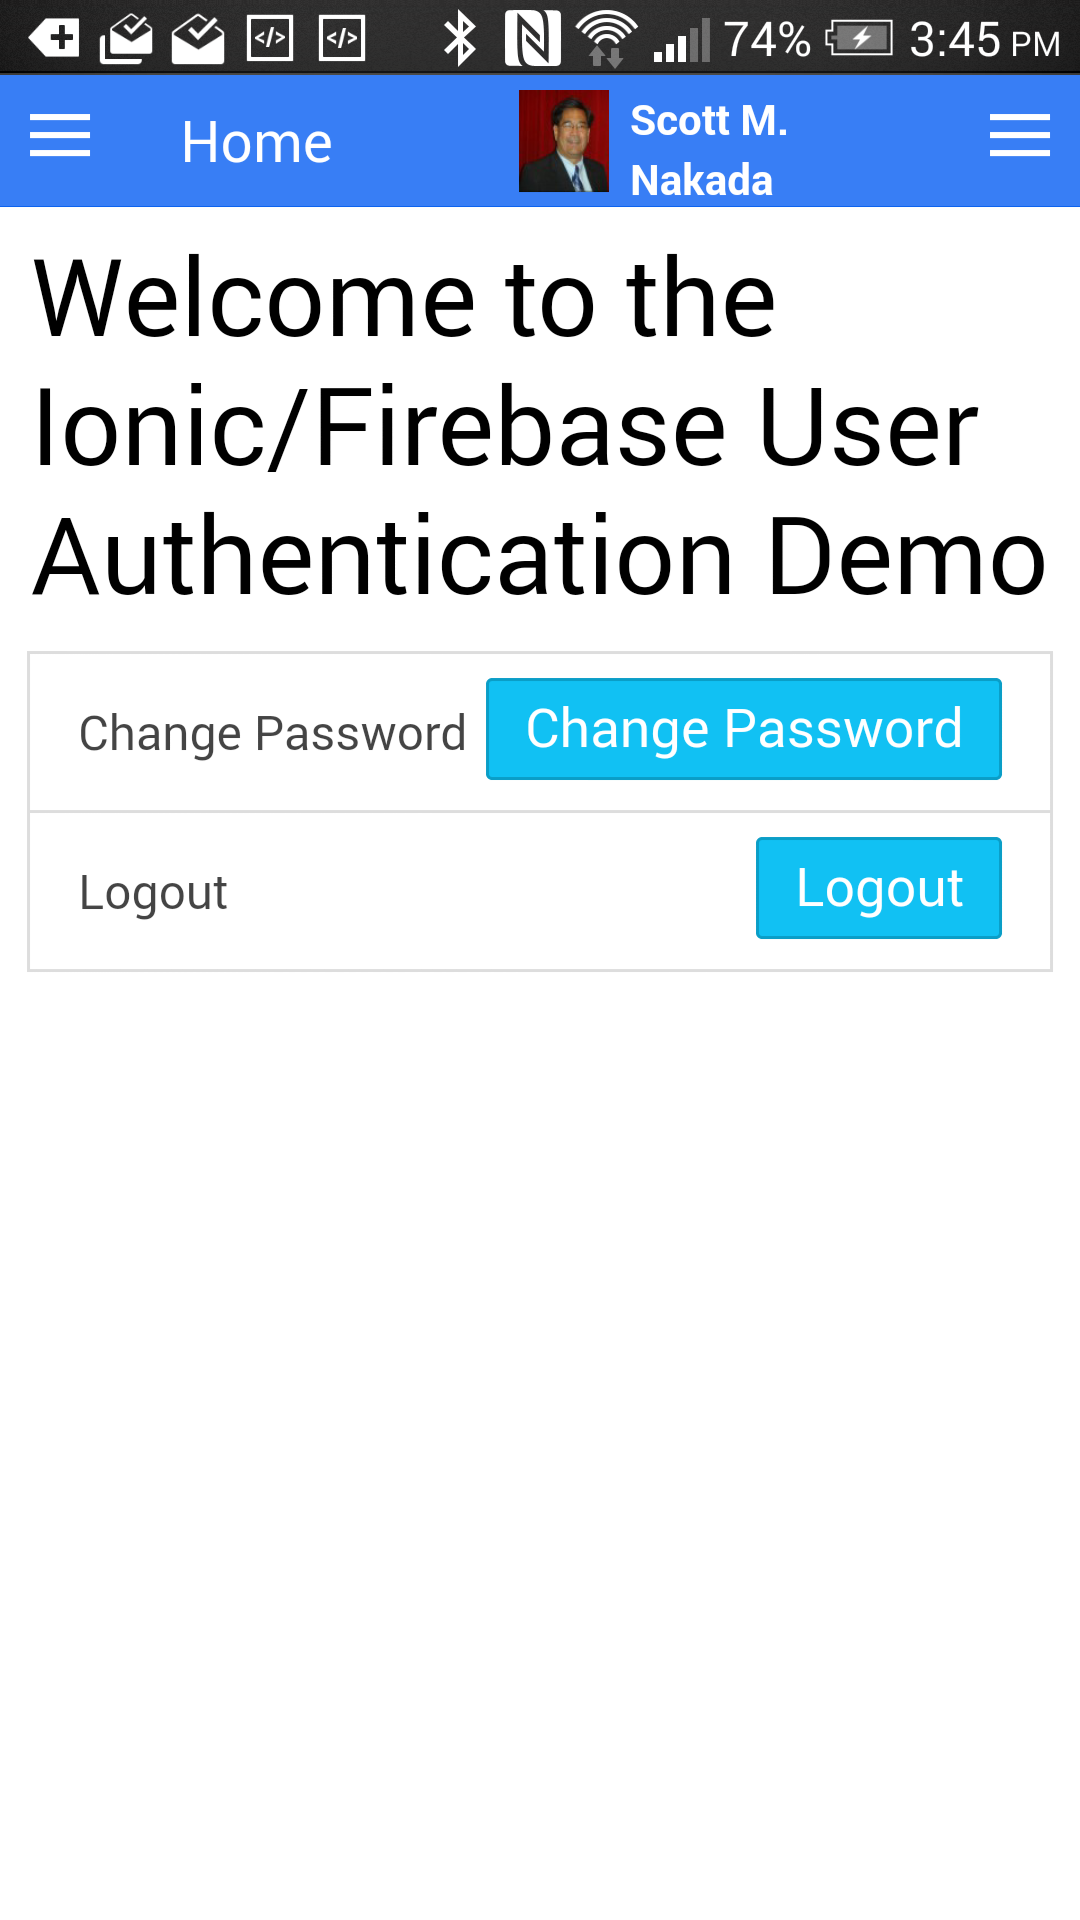 74% 3:45 PM
Home
Scott M.
Nakada
Welcome to the
Ionic/Firebase User
Authentication Demo
Change Password Change Password
Logout Logout